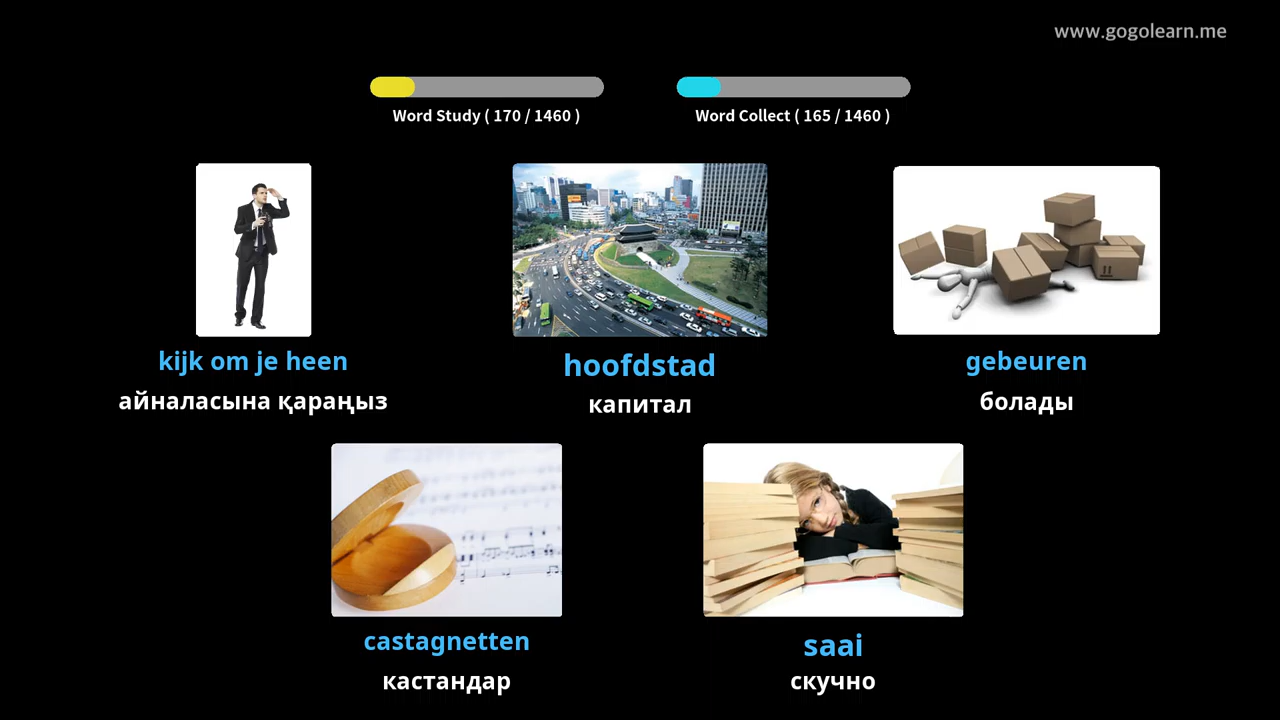 www.gogolearn.me
Word Study ( 170 / 1460 )
Word Collect ( 165 / 1460 )
kijk om je heen
айналасына қараңыз
hoofdstad
капитал
gebeuren
болады
castagnetten
кастандар
saai
скучно